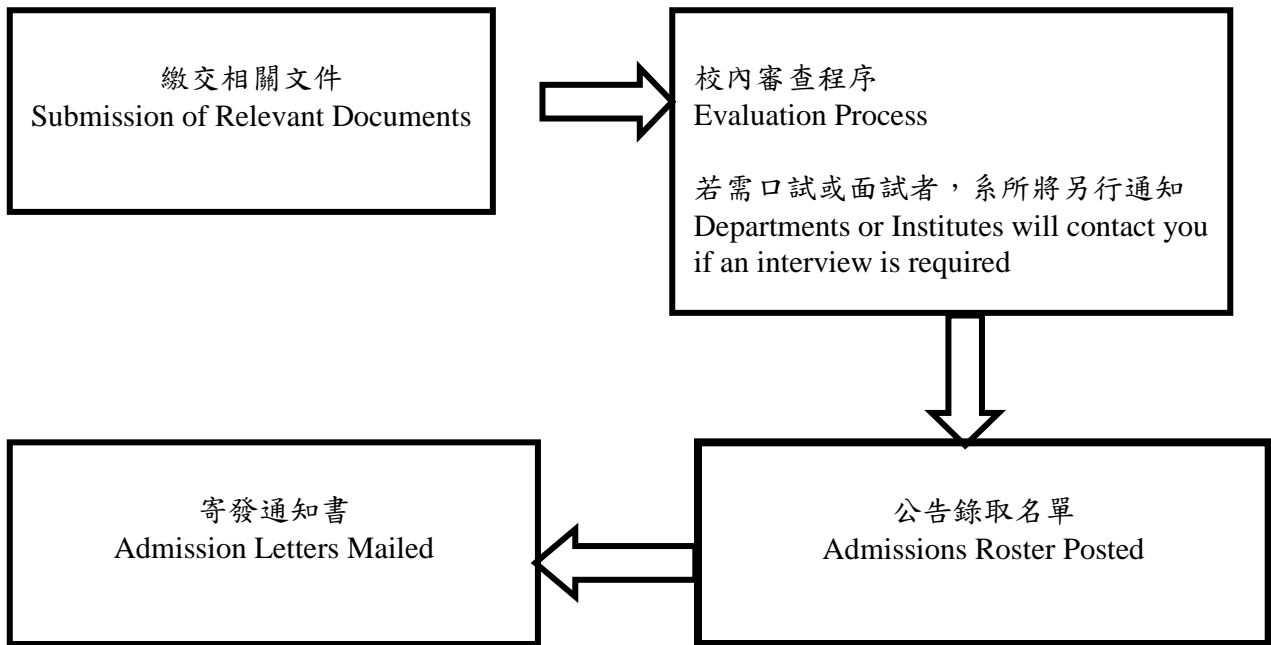 繳交相關文件
Submission of Relevant Documents
校內審查程序
Evaluation Process
若需口試或面試者，系所將另行通知
Departments or Institutes will contact you
if an interview is required
公告錄取名單
Admissions Roster Posted
寄發通知書
Admission Letters Mailed